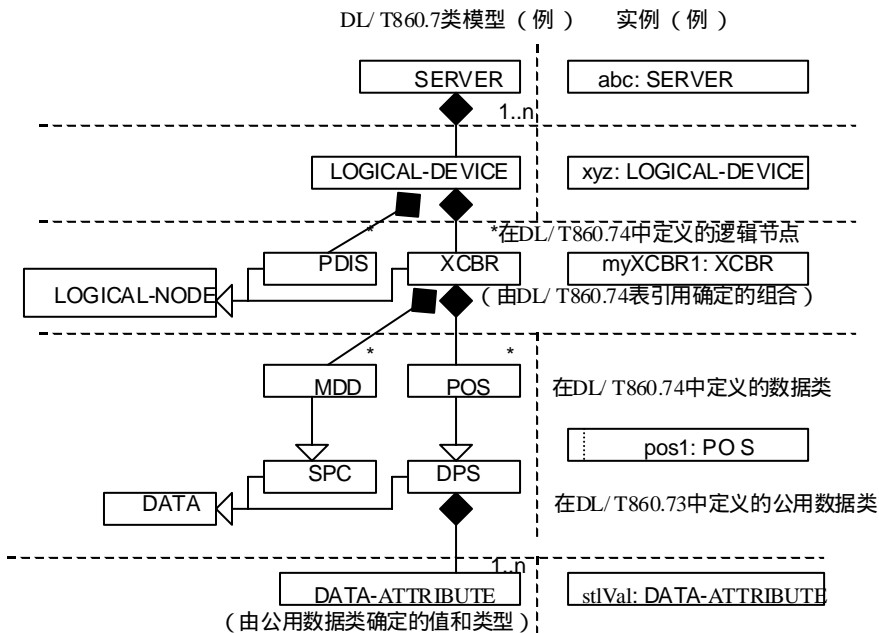 DL/T860.7类模型（例） 实例（例）
SERVER abc: SERVER
1..n
LOGICAL-DEVICE xyz: LOGICAL-DEVICE
* *在DL/T860.74中定义的逻辑节点
PDIS XCBR myXCBR1: XCBR
LOGICAL-NODE
（由DL/T860.74表引用确定的组合）
* *
MDD POS 在DL/T860.74中定义的数据类
pos1: PO S
SPC DPS
DATA 在DL/T860.73中定义的公用数据类
1..n
DATA-ATTRIBUTE stlVal: DATA-ATTRIBUTE
（由公用数据类确定的值和类型）